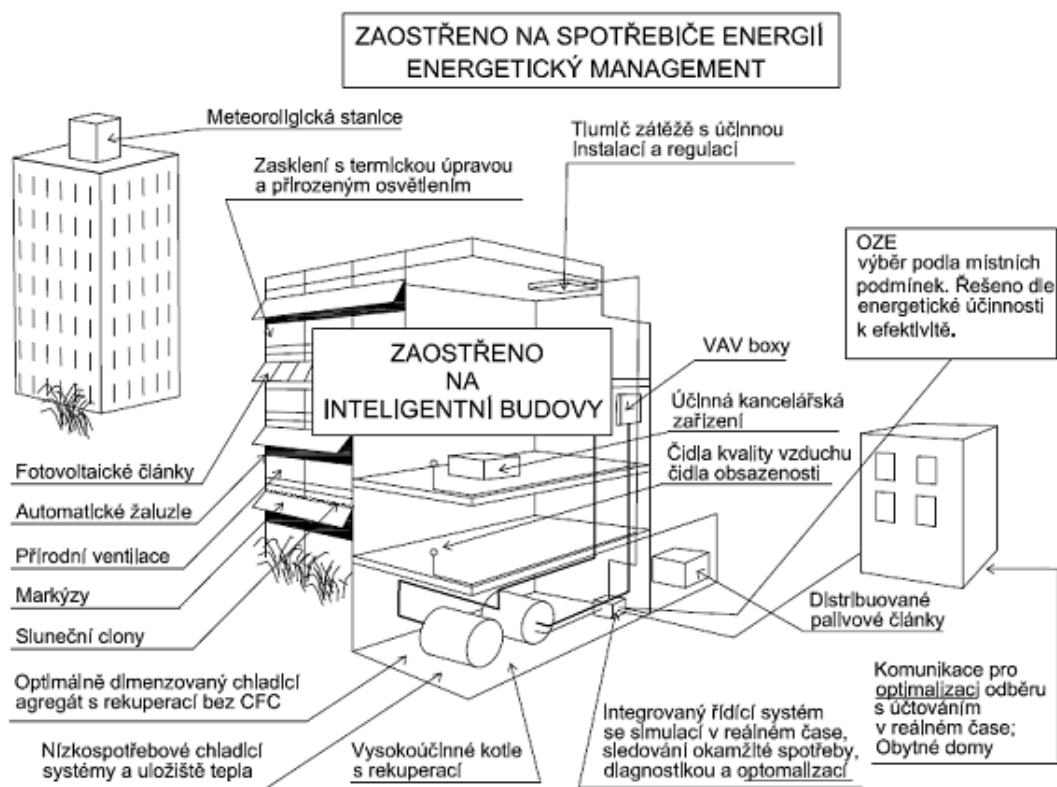 ZAOSTŘENO NA SPOTŘEBIČE ENERGIÍ
ENERGETICKÝ MANAGEMENT
Meteoroligická stanice
Tlumič zátěžě s účinnou
instalací a regulací
Zasklení s termickou úpravou
a přirozeným osvětlením
OZE
výběr podla místních
podmínek. Řešeno dle
energetické účinnosti
k efektivitě.
ZAOSTŘENO
NA
INTELIGENTNÍ BUDOVY
VAV boxy
Účinná kancelářská
zařízení
Čidla kvality vzduchu
čidla obsazenosti
Fotovoltaické články
Automatické žaluzie
Přírodní ventilace
Markýzy
Sluneční clony
Distribuované
palivové články
Optimálně dimenzovaný chladící
agregát s rekuperací bez CFC
Nízkospotřebové chladící
systémy a uložiště tepla
Vysokoúčinné kotle
s rekuperací
Integrovaný řídící systém
se simulací v reálném čase,
sledování okamžité spotřeby,
diagnostikou a optomalizací
Komunikace pro
optimalizaci odběru
s účtováním
v reálném čase;
Obytné domy